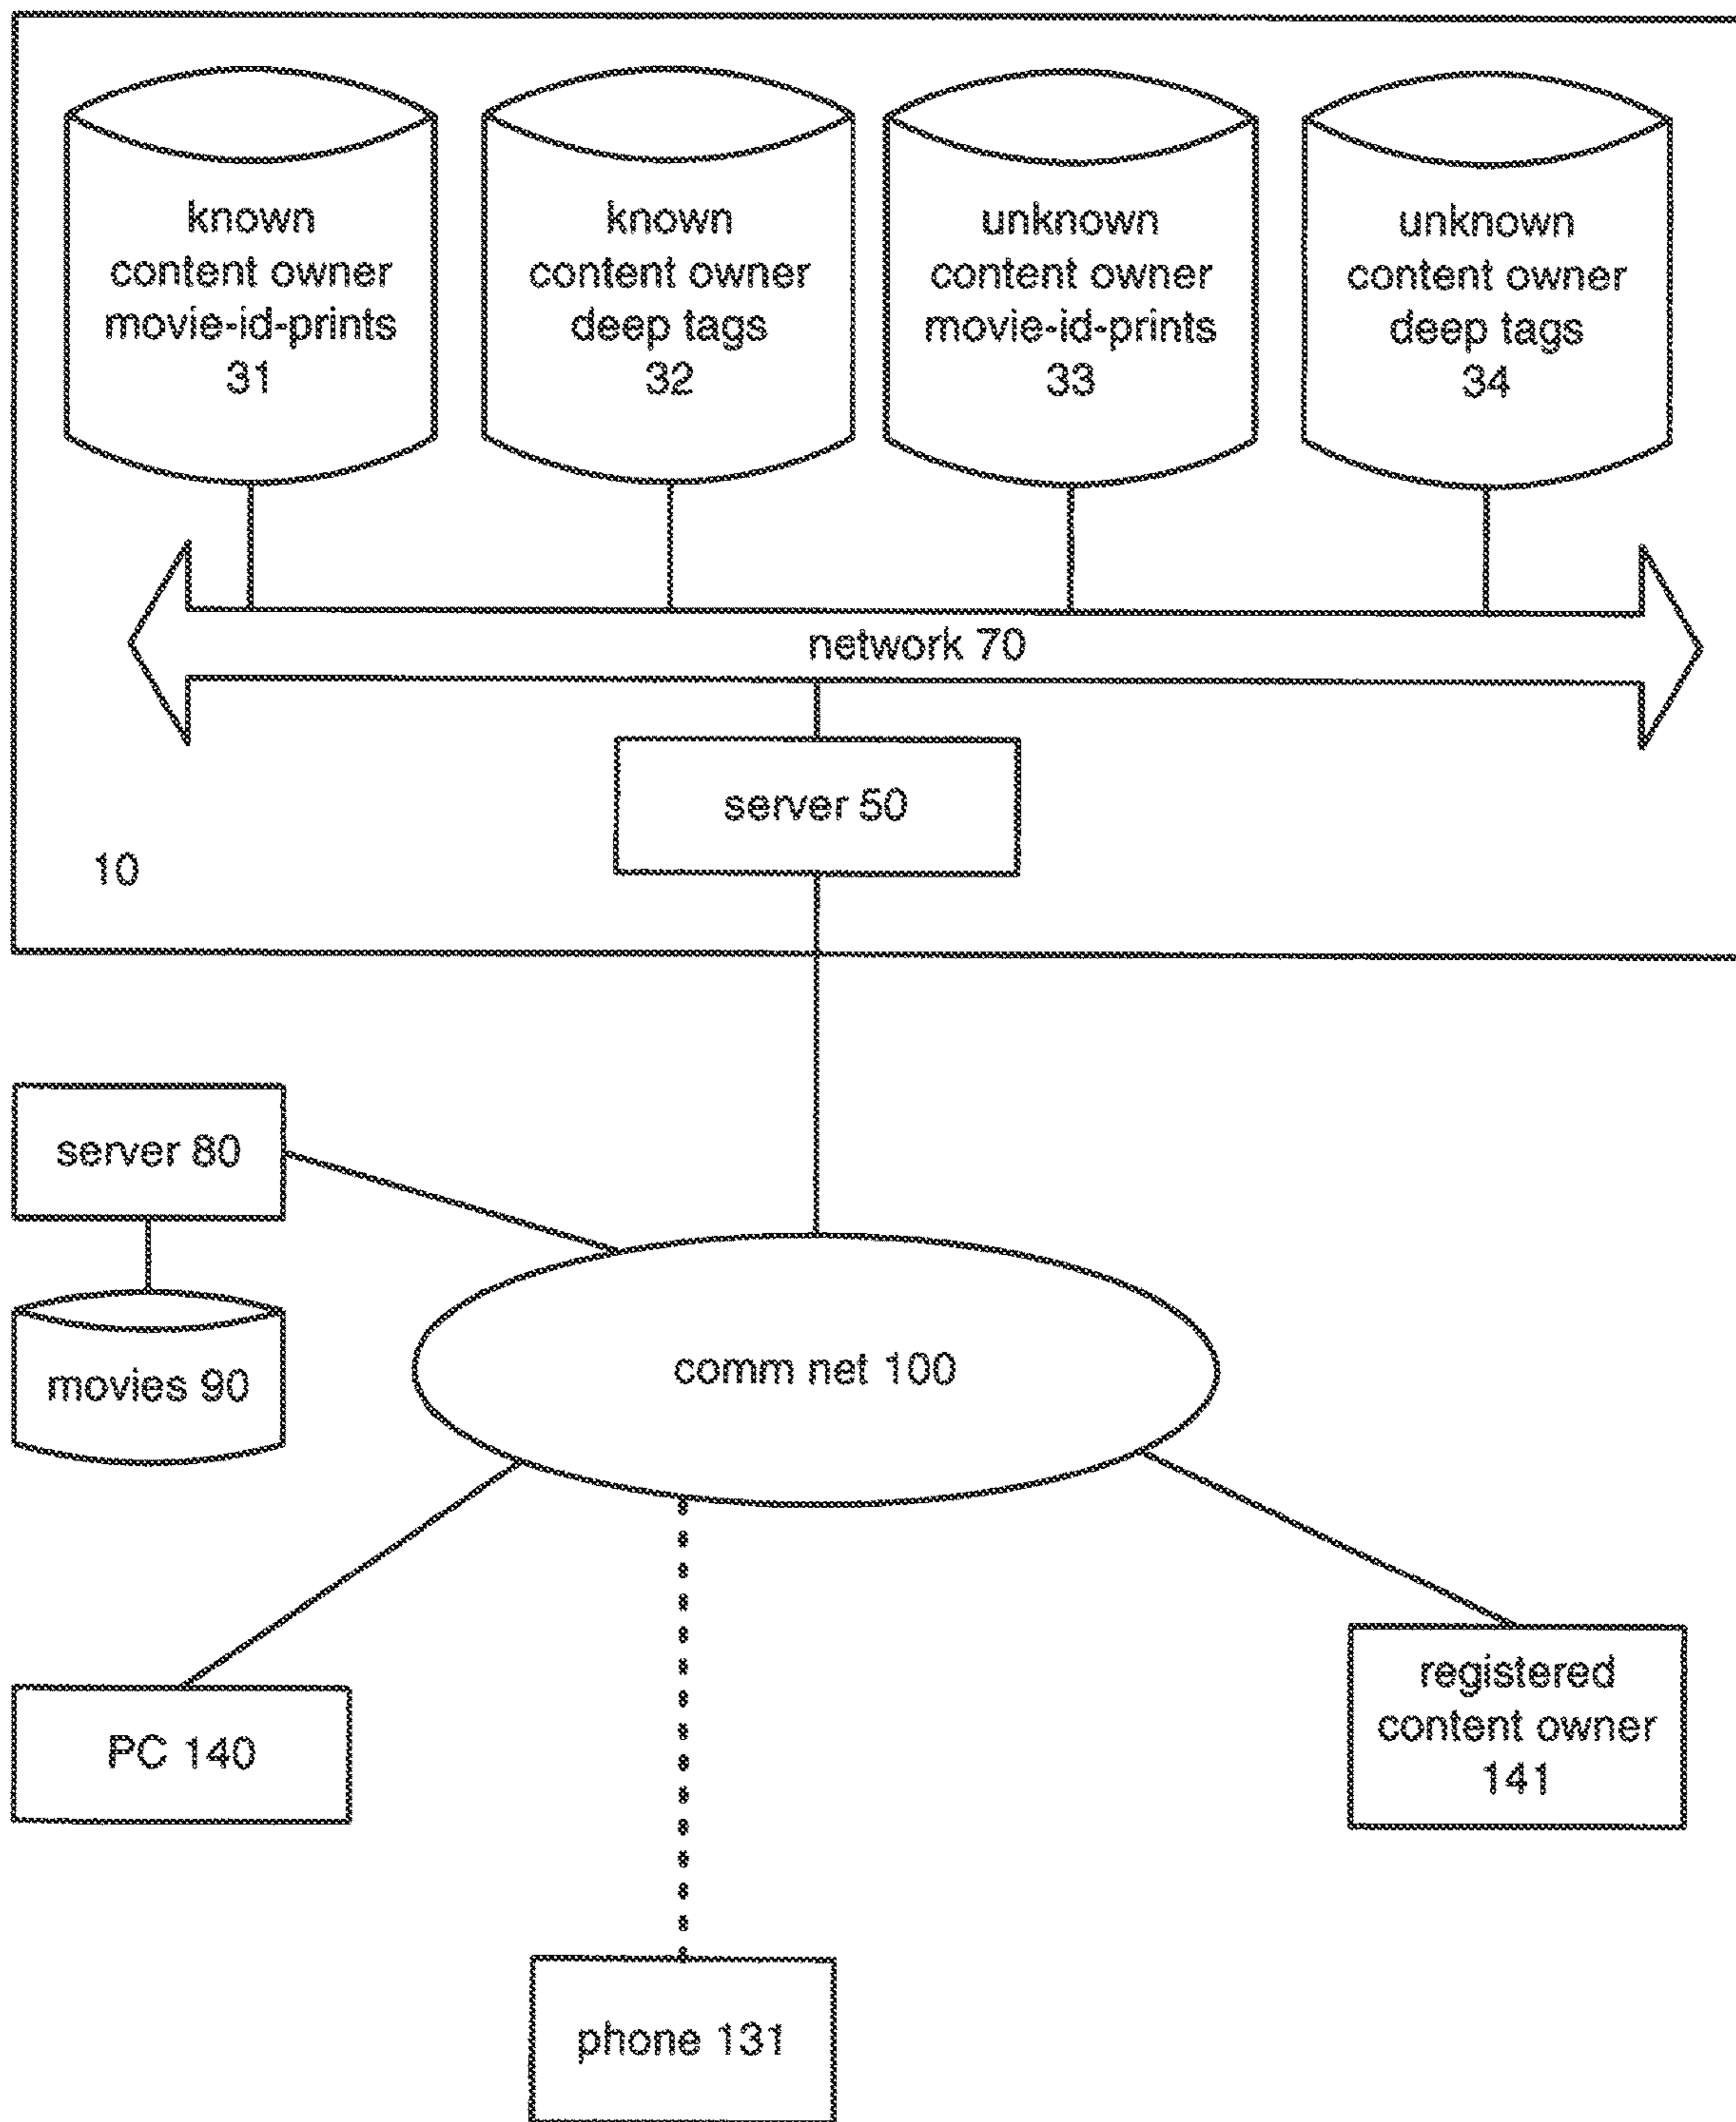 known
content owner
movie-id-prints
31
known
content owner
deep tags
32
unknown
content owner
movie-id-prints
33
unknown
content owner
deep tags
34
network 70
server 50
10
server 80
movies 90
comm net 100
PC 140
registered
content owner
141
phone 131